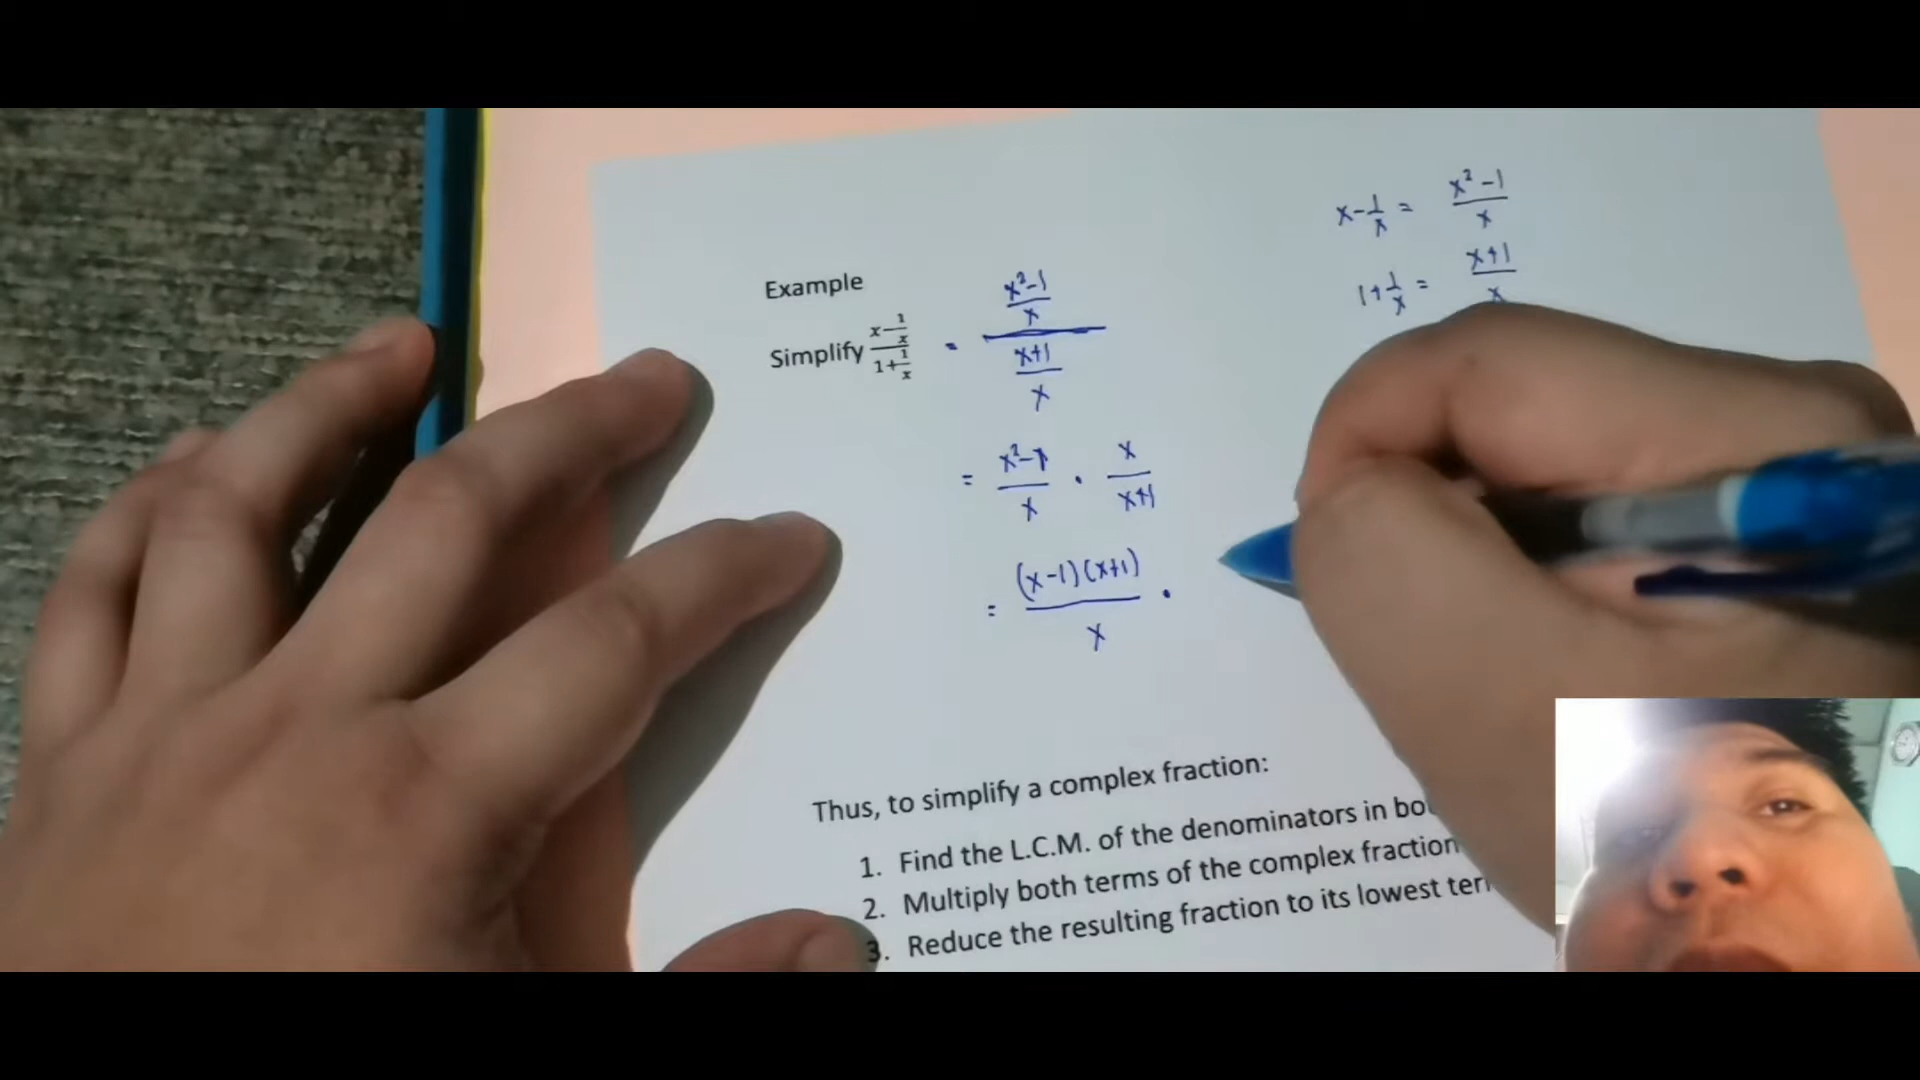 x - 1/x = (x² - 1)/x
1 + 1/x = (x+1)/x
Example
Simplify (x - 1/x)/(1 + 1/x) = ((x² - 1)/x)/((x+1)/x)
= (x² - 1)/x · x/(x+1)
= (x-1)(x+1)/x ·
Thus, to simplify a complex fraction:
1. Find the L.C.M. of the denominators in
2. Multiply both terms of the complex fraction
3. Reduce the resulting fraction to its lowest